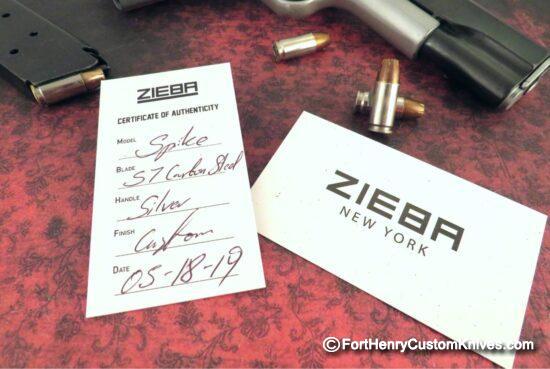 ZIEBA
CERTIFICATE OF AUTHENTICITY
MODEL Spike
BLADE S7 Carbon Steel
HANDLE Silver
FINISH Custom
DATE 05-18-19
ZIEBA
NEW YORK
©FortHenryCustomKnives.com